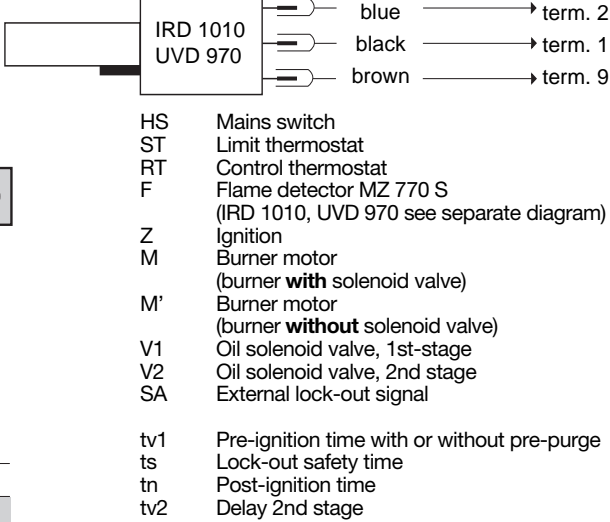 blue term. 2
IRD 1010
UVD 970
black term. 1
brown term. 9
HS Mains switch
ST Limit thermostat
RT Control thermostat
F Flame detector MZ 770 S
(IRD 1010, UVD 970 see separate diagram)
Z Ignition
M Burner motor
(burner with solenoid valve)
M’ Burner motor
(burner without solenoid valve)
V1 Oil solenoid valve, 1st-stage
V2 Oil solenoid valve, 2nd stage
SA External lock-out signal
tv1 Pre-ignition time with or without pre-purge
ts Lock-out safety time
tn Post-ignition time
tv2 Delay 2nd stage